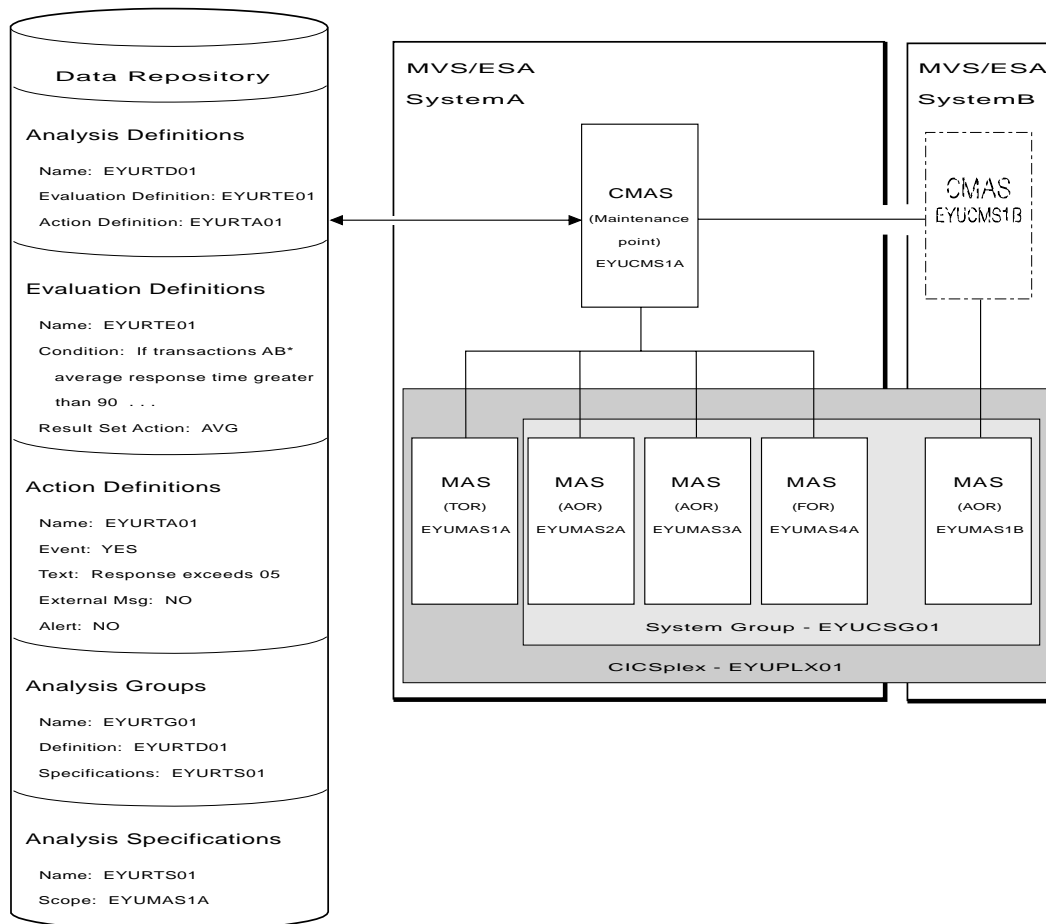 Data Repository
Analysis Definitions
Name: EYURTD01
Evaluation Definition: EYURTE01
Action Definition: EYURTA01
Evaluation Definitions
Name: EYURTE01
Condition: If transactions AB*
average response time greater
than 90 . . .
Result Set Action: AVG
Action Definitions
Name: EYURTA01
Event: YES
Text: Response exceeds 05
External Msg: NO
Alert: NO
Analysis Groups
Name: EYURTG01
Definition: EYURTD01
Specifications: EYURTS01
Analysis Specifications
Name: EYURTS01
Scope: EYUMAS1A
MVS/ESA
SystemA
CMAS
(Maintenance
point)
EYUCMS1A
MVS/ESA
SystemB
CMAS
EYUCMS1B
MAS
(TOR)
EYUMAS1A
MAS
(AOR)
EYUMAS2A
MAS
(AOR)
EYUMAS3A
MAS
(FOR)
EYUMAS4A
MAS
(AOR)
EYUMAS1B
System Group - EYUCSG01
CICSplex - EYUPLX01